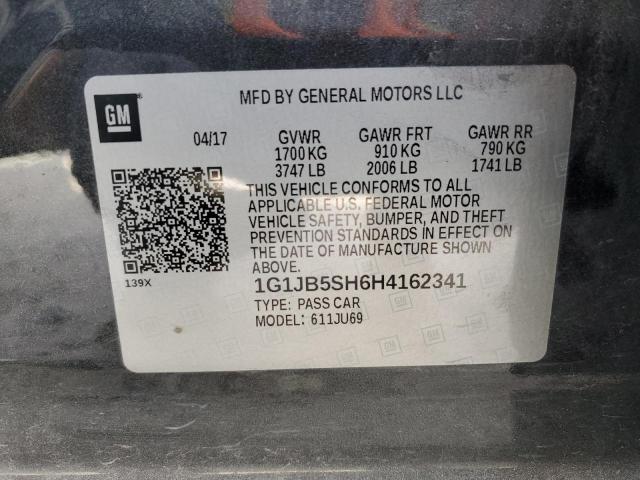 GM
MFD BY GENERAL MOTORS LLC
04/17 GVWR GAWR FRT GAWR RR
1700 KG 910 KG 790 KG
3747 LB 2006 LB 1741 LB
THIS VEHICLE CONFORMS TO ALL
APPLICABLE U.S. FEDERAL MOTOR
VEHICLE SAFETY, BUMPER, AND THEFT
PREVENTION STANDARDS IN EFFECT ON
THE DATE OF MANUFACTURE SHOWN
ABOVE.
139X
1G1JB5SH6H4162341
TYPE: PASS CAR
MODEL: 611JU69